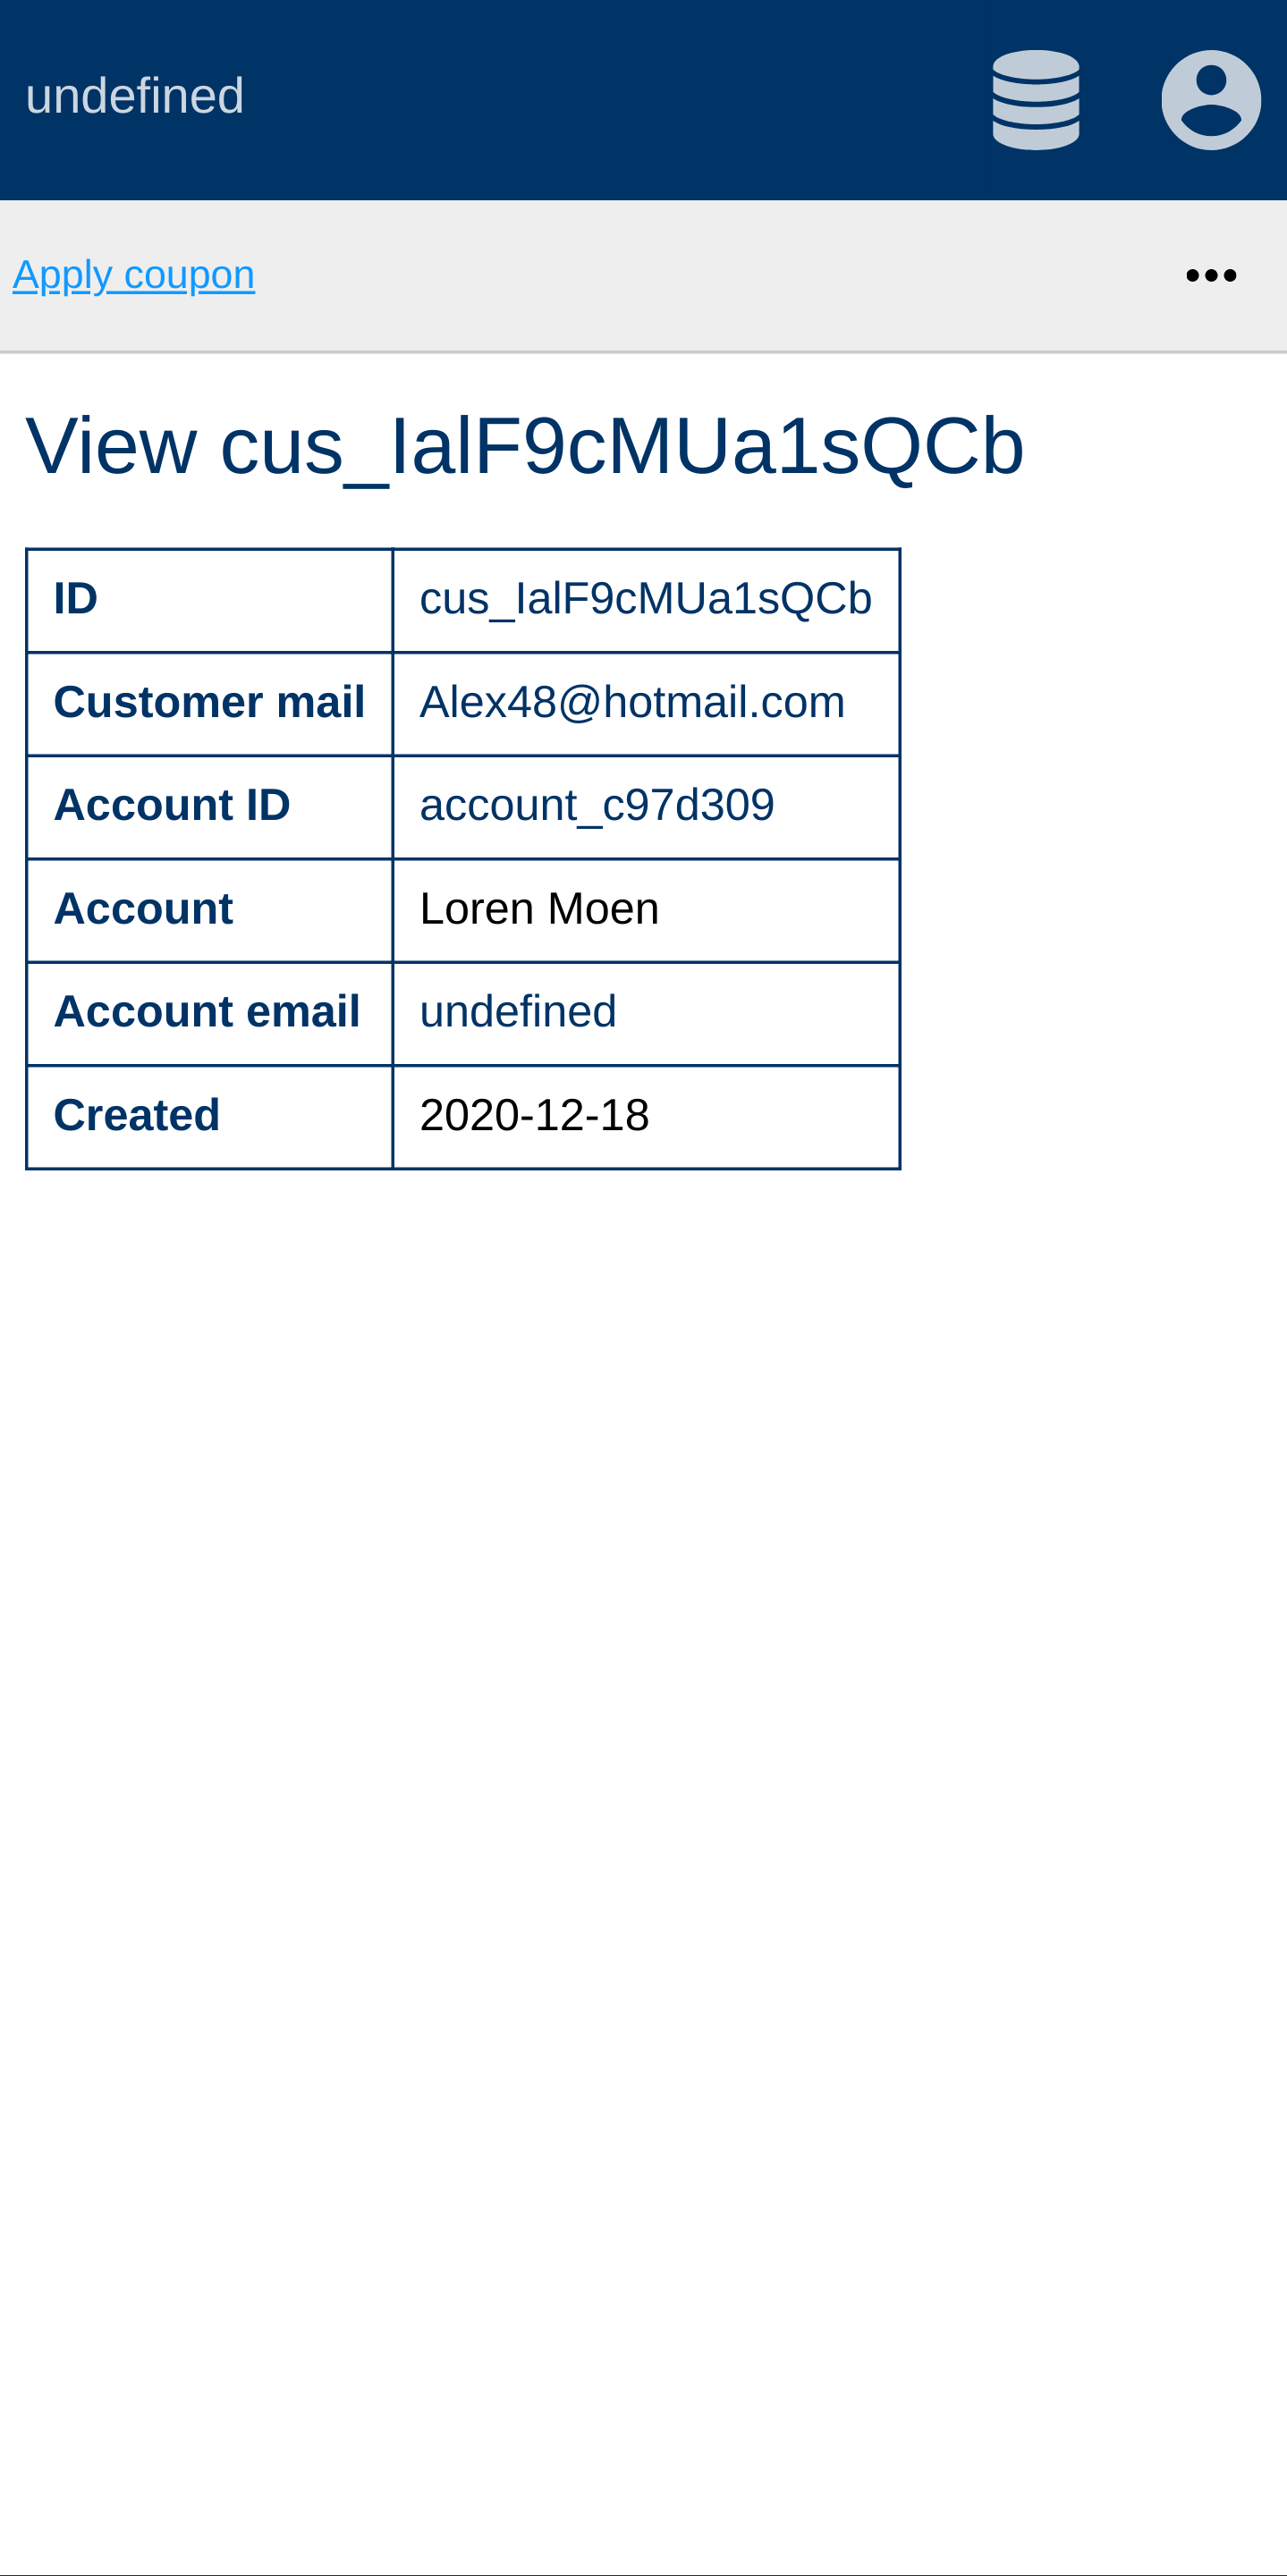 undefined
Apply coupon
View cus_IalF9cMUa1sQCb
ID cus_IalF9cMUa1sQCb
Customer mail Alex48@hotmail.com
Account ID account_c97d309
Account Loren Moen
Account email undefined
Created 2020-12-18